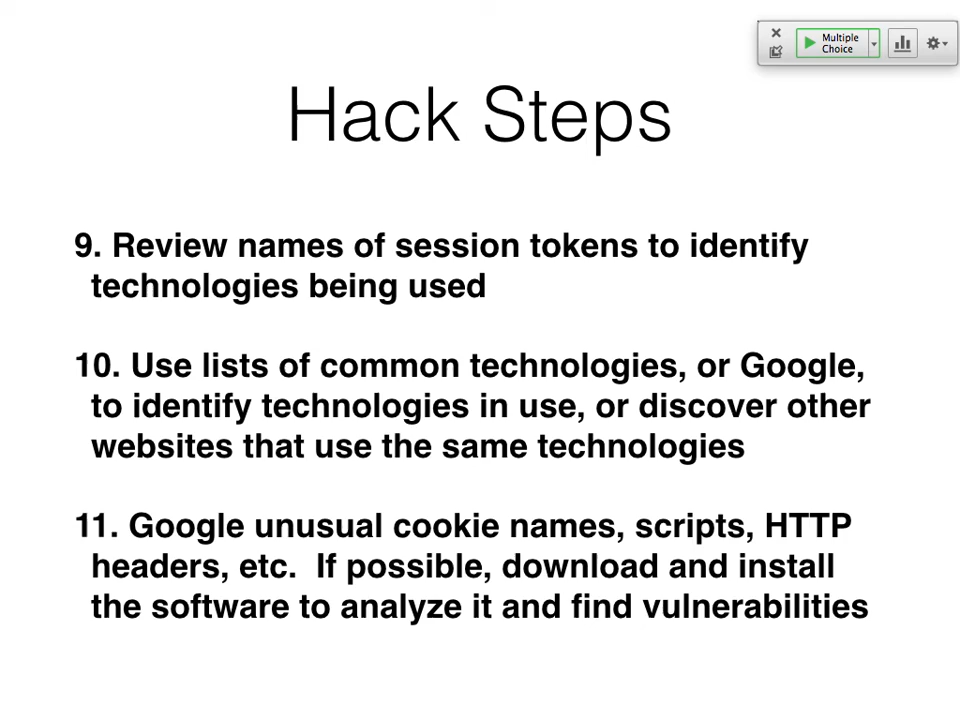 Multiple
Choice
Hack Steps
9. Review names of session tokens to identify
technologies being used
10. Use lists of common technologies, or Google,
to identify technologies in use, or discover other
websites that use the same technologies
11. Google unusual cookie names, scripts, HTTP
headers, etc.  If possible, download and install
the software to analyze it and find vulnerabilities